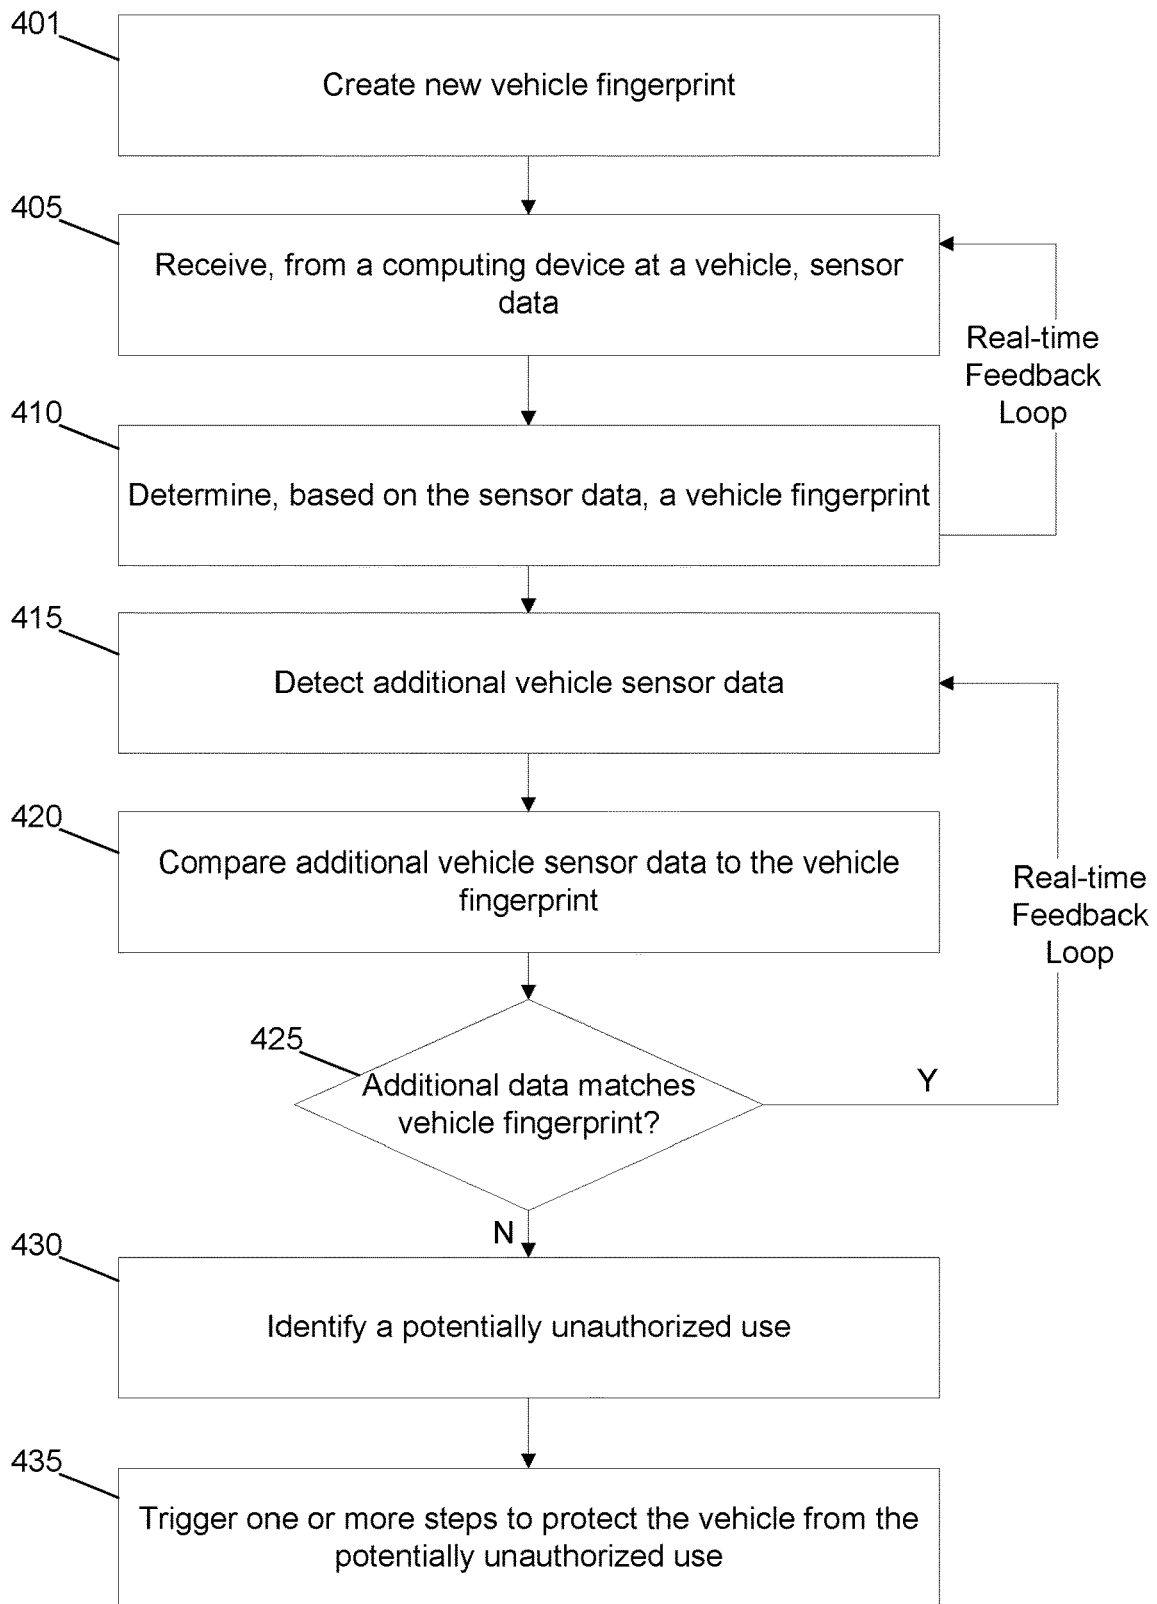 401
Create new vehicle fingerprint
405
Receive, from a computing device at a vehicle, sensor
data
Real-time
Feedback
Loop
410
Determine, based on the sensor data, a vehicle fingerprint
415
Detect additional vehicle sensor data
420
Compare additional vehicle sensor data to the vehicle
fingerprint
Real-time
Feedback
Loop
425
Additional data matches
vehicle fingerprint?
Y
N
430
Identify a potentially unauthorized use
435
Trigger one or more steps to protect the vehicle from the
potentially unauthorized use